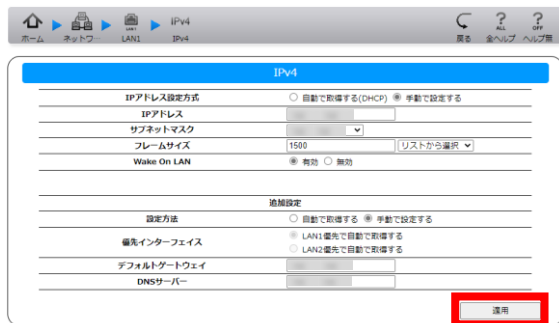 IPv4
ホーム
ネットワー
LAN1
IPv4
戻る
全ヘルプ
ヘルプ無
IPv4
IPアドレス設定方式 自動で取得する(DHCP) 手動で設定する
IPアドレス
サブネットマスク
フレームサイズ 1500 リストから選択
Wake On LAN 有効 無効
追加設定
設定方法 自動で取得する 手動で設定する
優先インターフェイス LAN1優先で自動で取得する
LAN2優先で自動で取得する
デフォルトゲートウェイ
DNSサーバー
適用